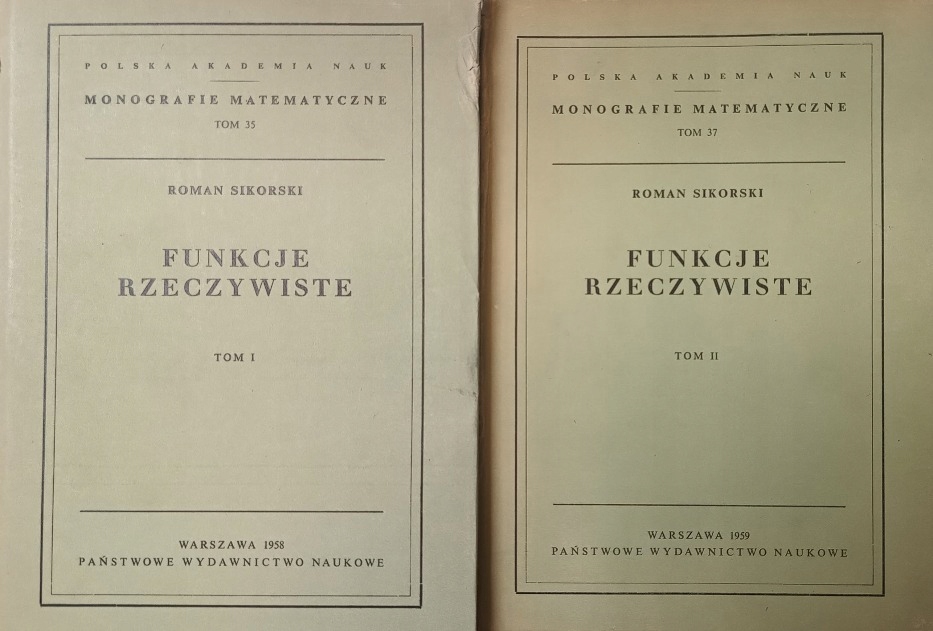 POLSKA AKADEMIA NAUK
MONOGRAFIE MATEMATYCZNE
TOM 35
ROMAN SIKORSKI
FUNKCJE
RZECZYWISTE
TOM I
WARSZAWA 1958
PAŃSTWOWE WYDAWNICTWO NAUKOWE
POLSKA AKADEMIA NAUK
MONOGRAFIE MATEMATYCZNE
TOM 37
ROMAN SIKORSKI
FUNKCJE
RZECZYWISTE
TOM II
WARSZAWA 1959
PAŃSTWOWE WYDAWNICTWO NAUKOWE